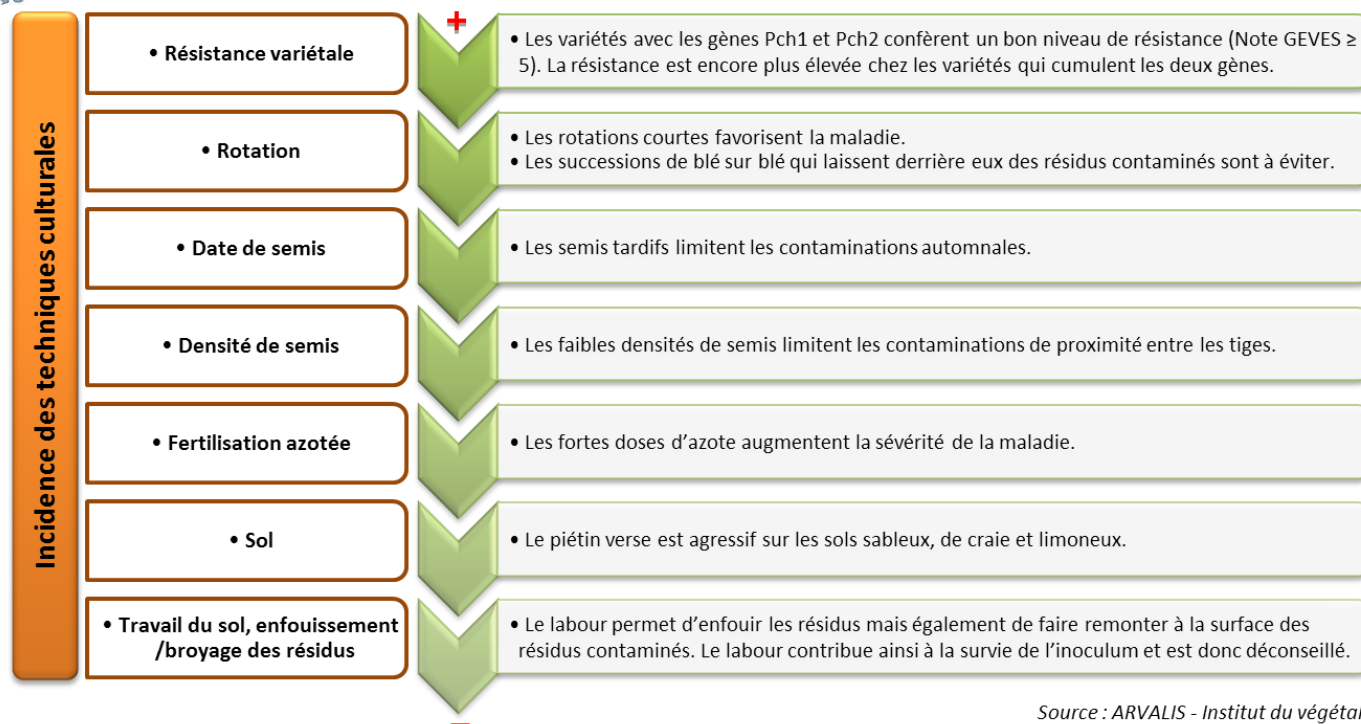 Incidence des techniques culturales
+
• Résistance variétale
• Les variétés avec les gènes Pch1 et Pch2 confèrent un bon niveau de résistance (Note GEVES ≥
5). La résistance est encore plus élevée chez les variétés qui cumulent les deux gènes.
• Rotation
• Les rotations courtes favorisent la maladie.
• Les successions de blé sur blé qui laissent derrière eux des résidus contaminés sont à éviter.
• Date de semis
• Les semis tardifs limitent les contaminations automnales.
• Densité de semis
• Les faibles densités de semis limitent les contaminations de proximité entre les tiges.
• Fertilisation azotée
• Les fortes doses d’azote augmentent la sévérité de la maladie.
• Sol
• Le piétin verse est agressif sur les sols sableux, de craie et limoneux.
• Travail du sol, enfouissement
/broyage des résidus
• Le labour permet d’enfouir les résidus mais également de faire remonter à la surface des
résidus contaminés. Le labour contribue ainsi à la survie de l’inoculum et est donc déconseillé.
Source : ARVALIS - Institut du végétal